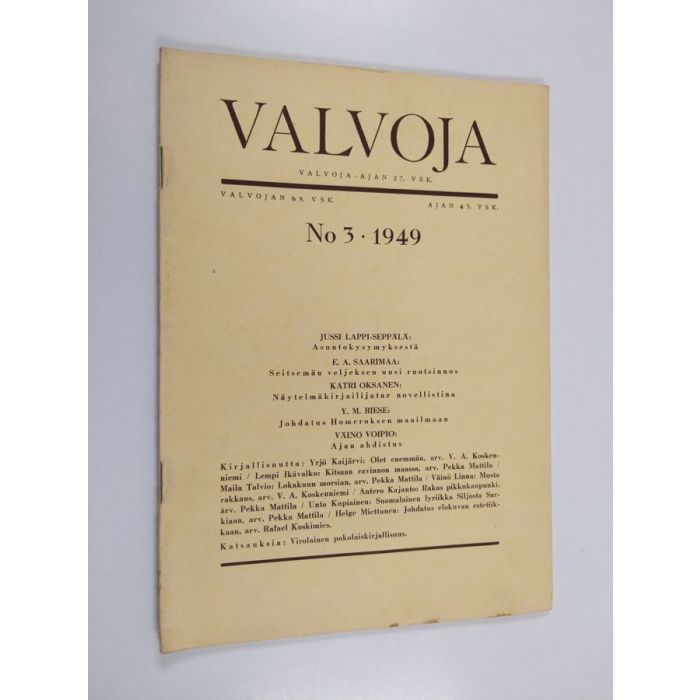 VALVOJA
VALVOJA-AJAN 27. VSK.
VALVOJAN 69. VSK. AJAN 43. VSK.
No 3 · 1949
JUSSI LAPPI-SEPPÄLÄ:
Asuntokysymyksestä
E. A. SAARIMAA:
Seitsemän veljeksen uusi ruotsinnos
KATRI OKSANEN:
Näytelmäkirjailijatar novellistina
Y. M. BIESE:
Johdatus Homeroksen maailmaan
VÄINÖ VOIPIO:
Ajan ahdistus
Kirjallisuutta: Yrjö Kaijärvi: Olet enemmän, arv. V. A. Kosken-
niemi / Lempi Ikävalko: Kitsaan ravinnon maassa, arv. Pekka Mattila /
Maila Talvio: Lokakuun morsian, arv. Pekka Mattila / Väinö Linna: Musta
rakkaus, arv. V. A. Koskenniemi / Antero Kajanto: Rakas pikkukaupunki,
arv. Pekka Mattila / Unto Kupiainen: Suomalainen lyriikka Siljosta Sar-
kiaan, arv. Pekka Mattila / Helge Miettunen: Johdatus elokuvan estetiik-
kaan, arv. Rafael Koskimies.
Katsauksia: Virolainen pakolaiskirjallisuus.